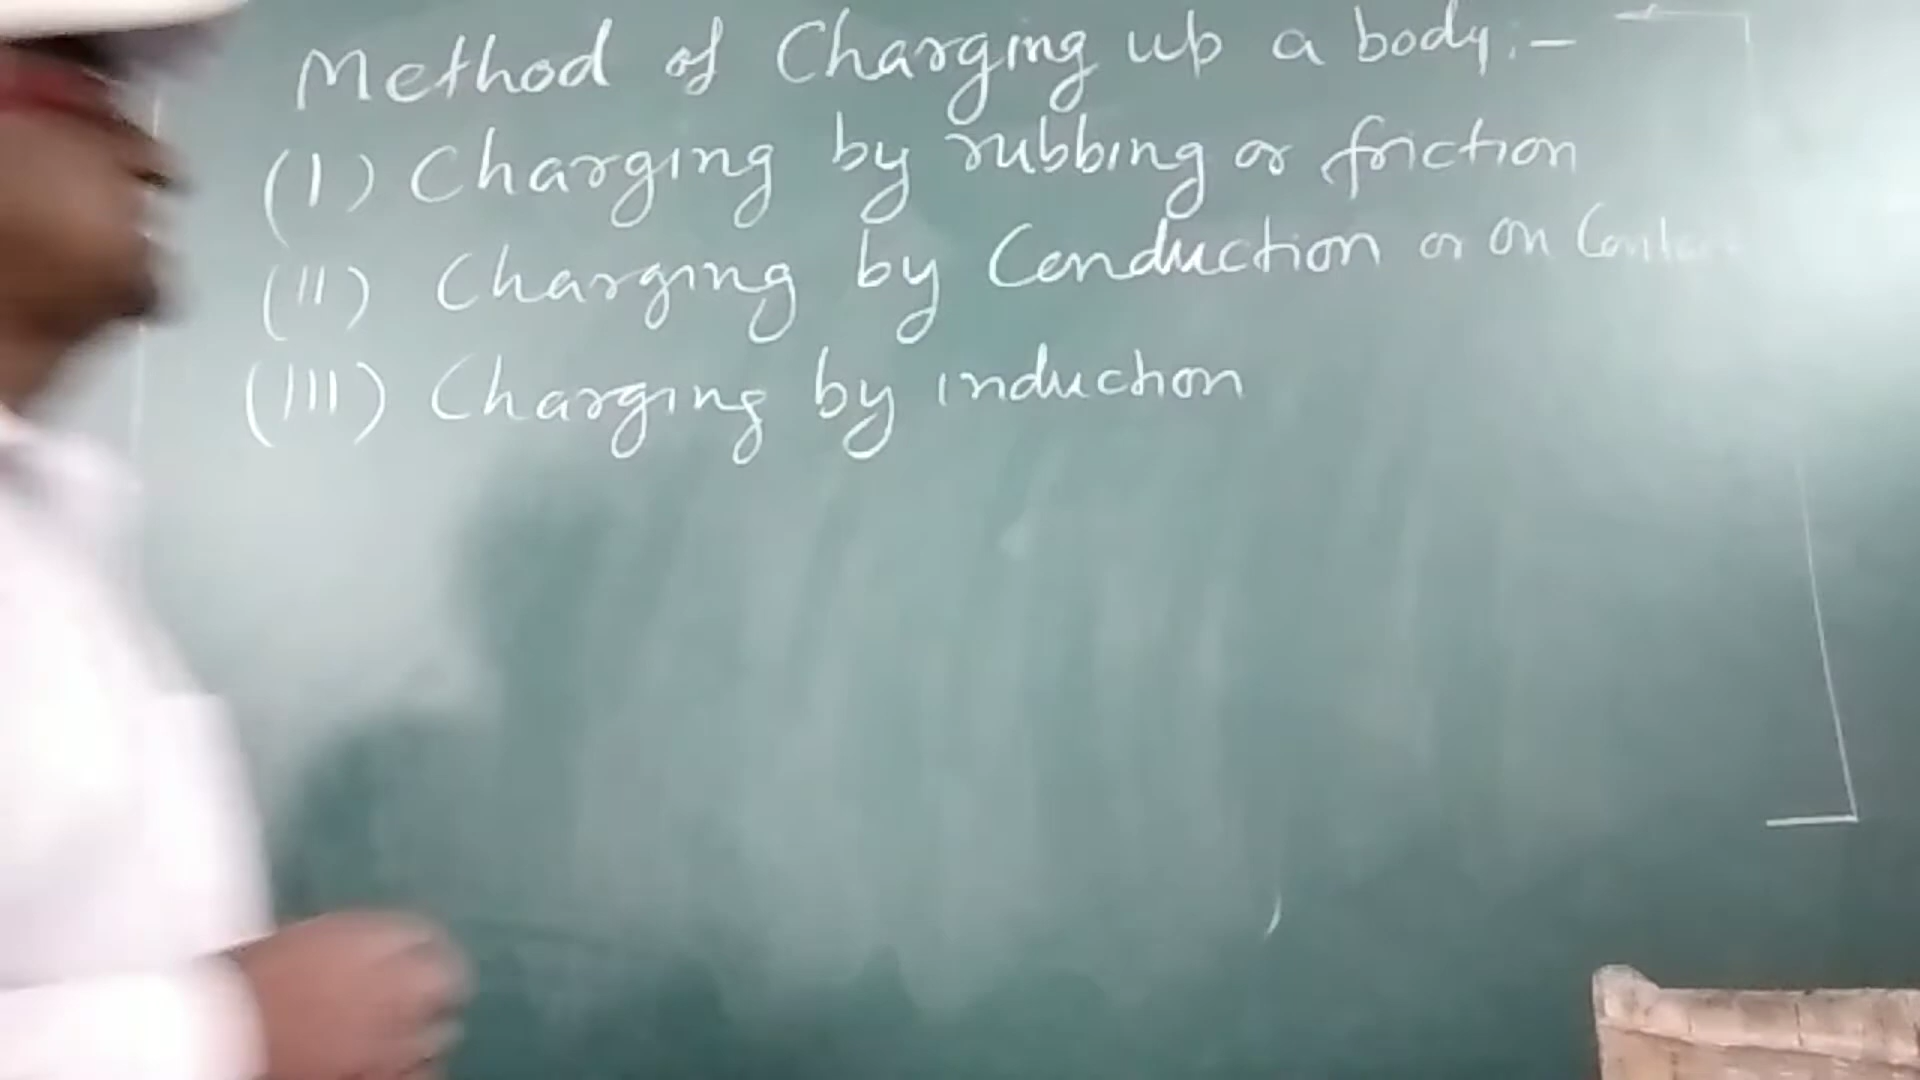 Method of Charging up a body:-
(I) Charging by rubbing or friction
(II) Charging by Conduction or on Contact
(III) Charging by induction